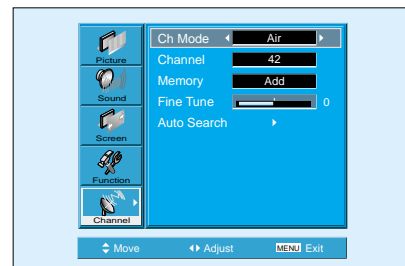 Picture
Sound
Screen
Function
Channel
Ch Mode Air
Channel 42
Memory Add
Fine Tune 0
Auto Search
Move Adjust MENU Exit